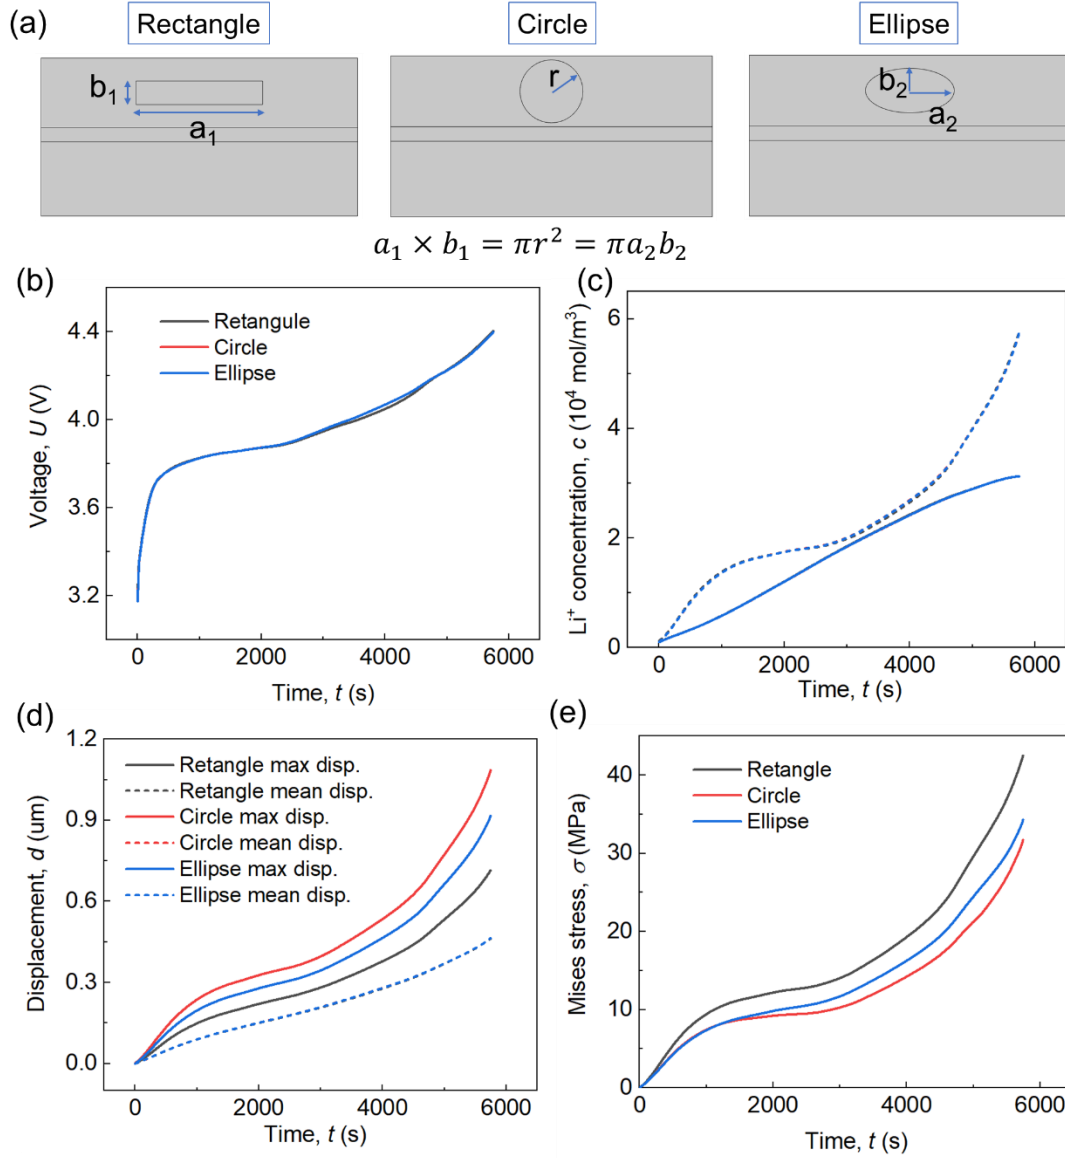 (a)
Rectangle
Circle
Ellipse
b₁
a₁
r
b₂
a₂
a₁ × b₁ = πr² = πa₂b₂
(b)
Voltage, U (V)
4.4
4.0
3.6
3.2
Retangule
Circle
Ellipse
0 2000 4000 6000
Time, t (s)
(c)
Li⁺ concentration, c (10⁴ mol/m³)
6
4
2
0
0 2000 4000 6000
Time, t (s)
(d)
Displacement, d (um)
1.2
0.9
0.6
0.3
0.0
Retangle max disp.
Retangle mean disp.
Circle max disp.
Circle mean disp.
Ellipse max disp.
Ellipse mean disp.
0 2000 4000 6000
Time, t (s)
(e)
Mises stress, σ (MPa)
40
30
20
10
0
Retangle
Circle
Ellipse
0 2000 4000 6000
Time, t (s)